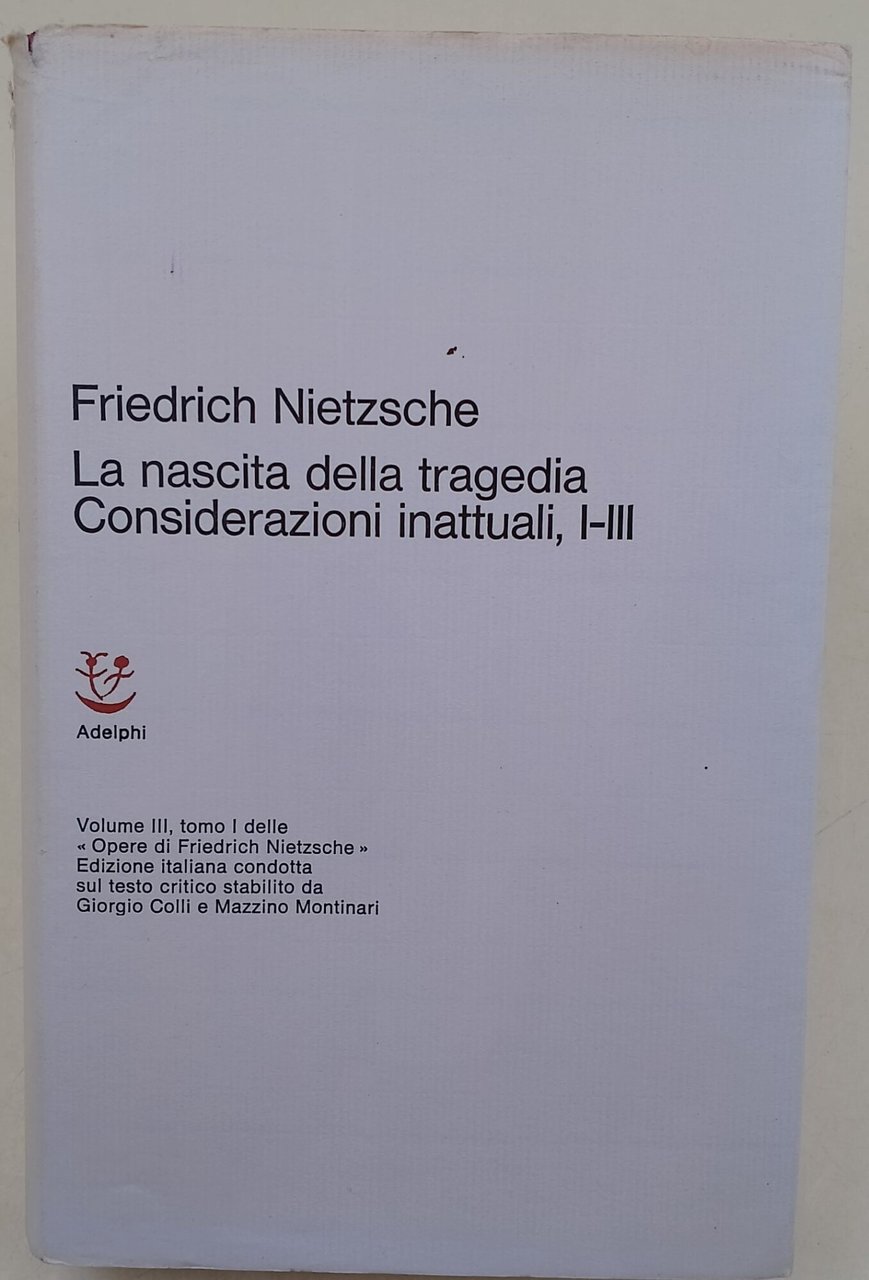 Friedrich Nietzsche
La nascita della tragedia
Considerazioni inattuali, I-III
Adelphi
Volume III, tomo I delle
« Opere di Friedrich Nietzsche »
Edizione italiana condotta
sul testo critico stabilito da
Giorgio Colli e Mazzino Montinari